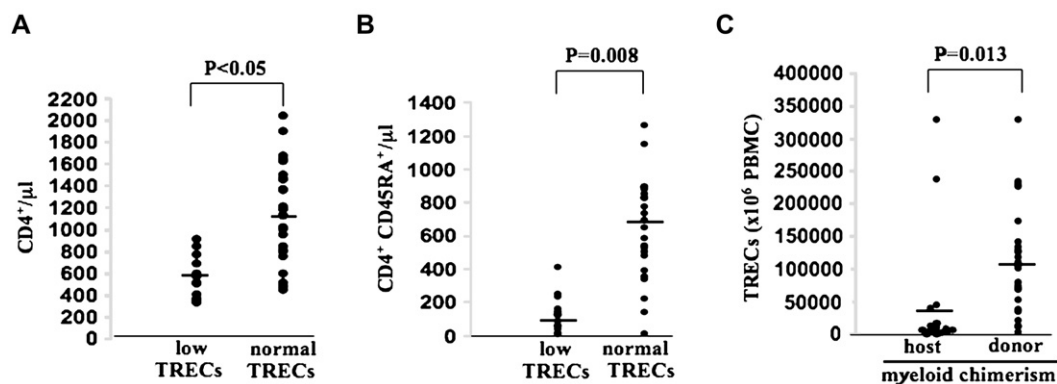 A
P<0.05
CD4⁺/µl
2200
2000
1800
1600
1400
1200
1000
800
600
400
200
0
low TRECs
normal TRECs
B
P=0.008
CD4⁺ CD45RA⁺/µl
1400
1200
1000
800
600
400
200
0
low TRECs
normal TRECs
C
P=0.013
TRECs (x10⁶ PBMC)
400000
350000
300000
250000
200000
150000
100000
50000
0
host
donor
myeloid chimerism